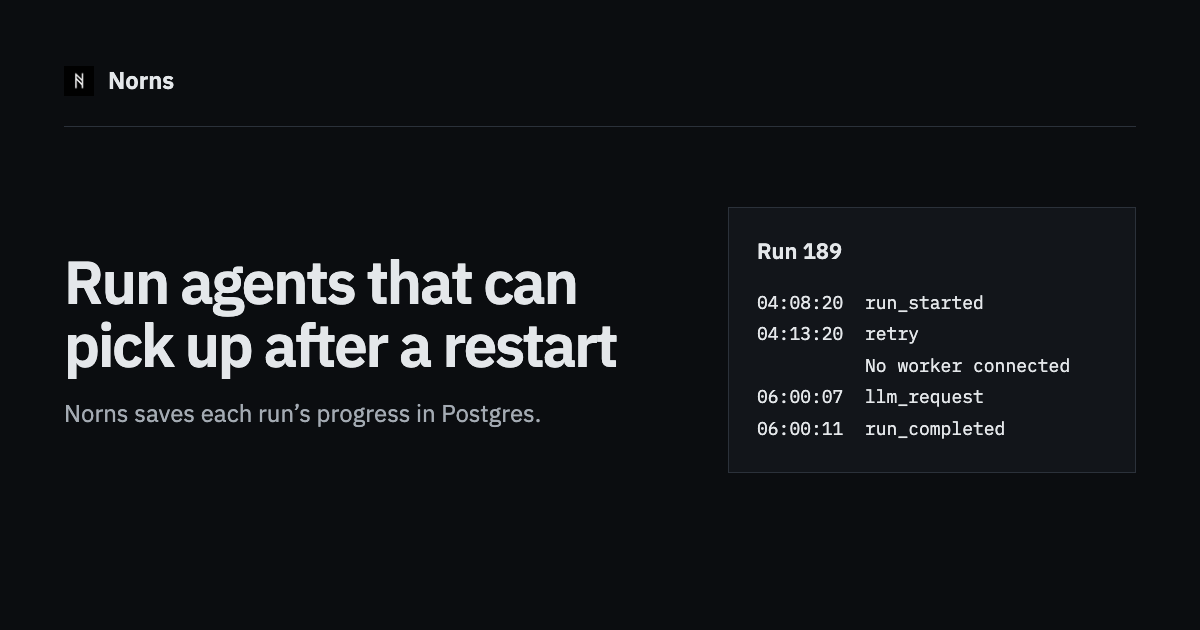 Norns
Run agents that can
pick up after a restart
Norns saves each run’s progress in Postgres.
Run 189
04:08:20 run_started
04:13:20 retry
No worker connected
06:00:07 llm_request
06:00:11 run_completed